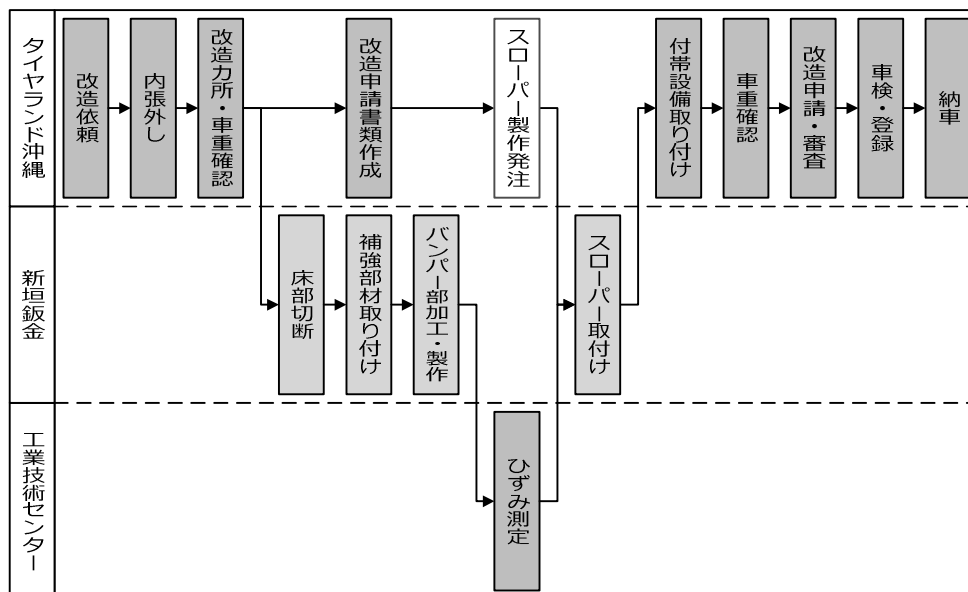 タイヤランド沖縄
改造依頼
内張外し
改造カ所・車重確認
改造申請書類作成
スローパー製作発注
付帯設備取り付け
車重確認
改造申請・審査
車検・登録
納車
新垣鈑金
床部切断
補強部材取り付け
バンパー部加工・製作
スローパー取付け
工業技術センター
ひずみ測定